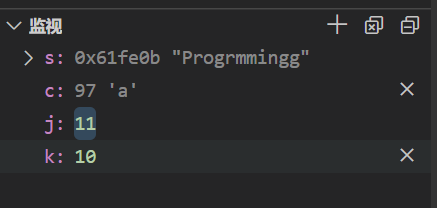 监视
s: 0x61fe0b "Progrmmingg"
c: 97 'a'
j: 11
k: 10